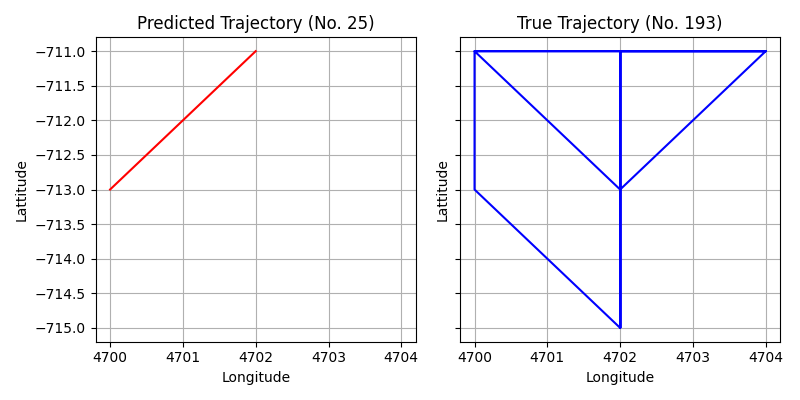 Predicted Trajectory (No. 25)
True Trajectory (No. 193)
−711.0
−711.5
−712.0
−712.5
−713.0
−713.5
−714.0
−714.5
−715.0
Lattitude
Lattitude
4700 4701 4702 4703 4704
4700 4701 4702 4703 4704
Longitude
Longitude